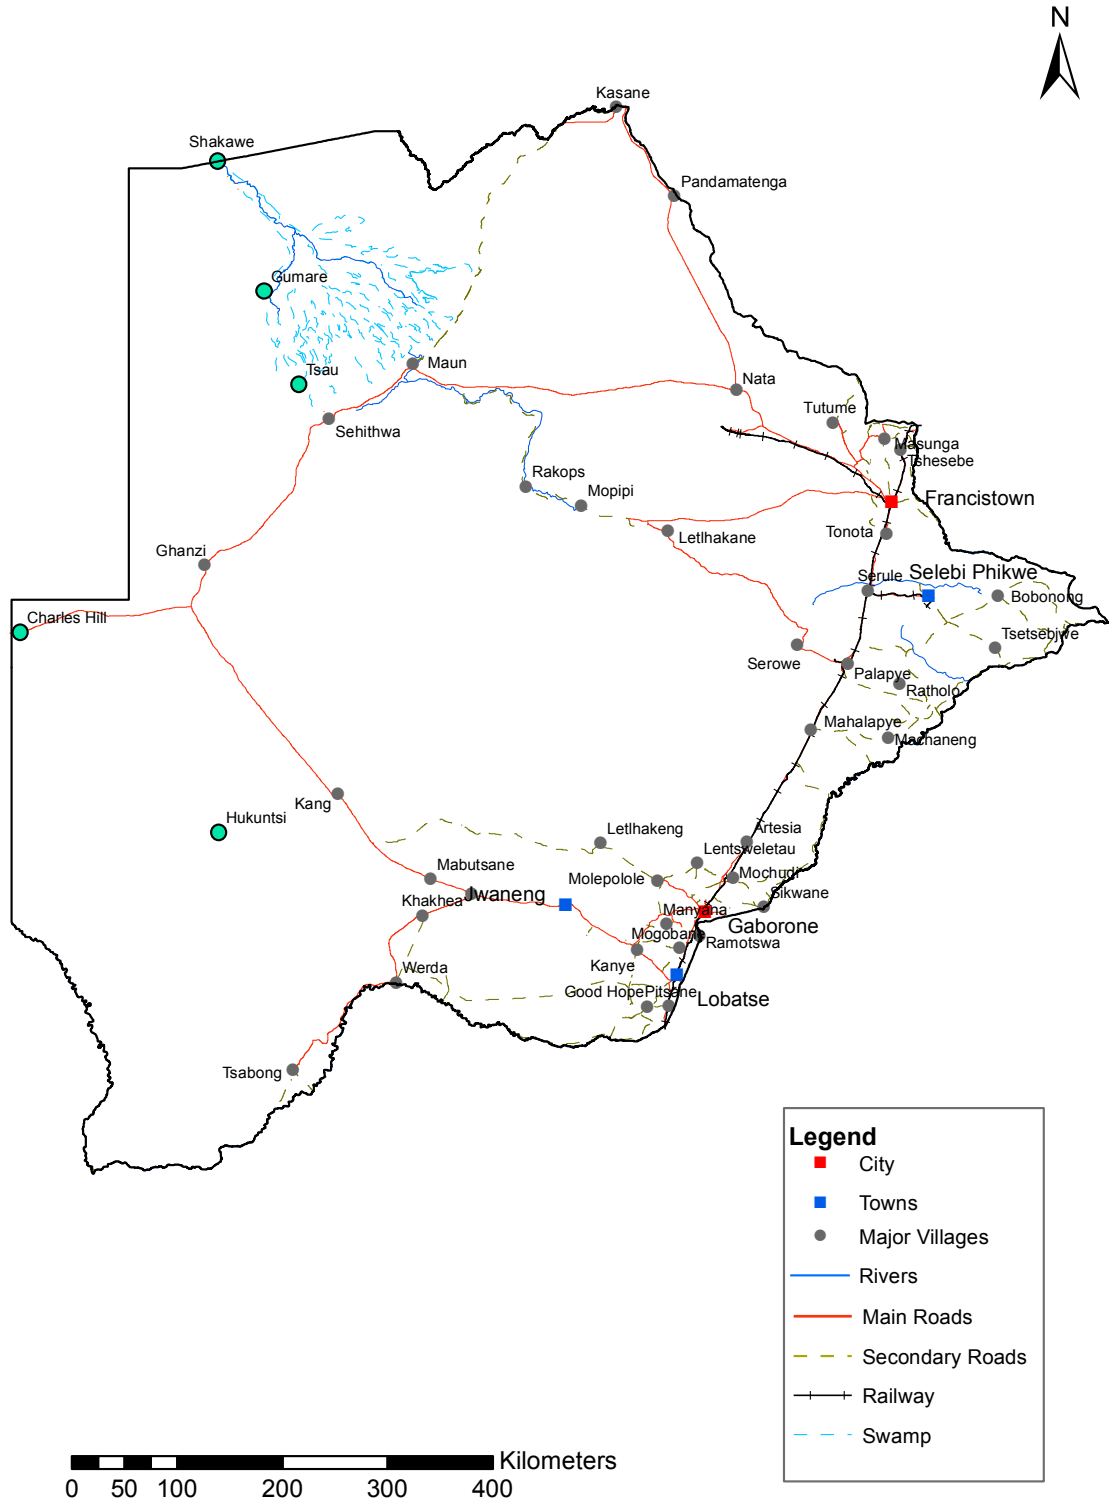 N
Kasane
Shakawe
Pandamatenga
Gumare
Tsau
Maun
Nata
Tutume
Sehithwa
Masunga
Tshesebe
Rakops
Mopipi
Francistown
Letlhakane
Tonota
Ghanzi
Serule
Selebi Phikwe
Bobonong
Charles Hill
Tsetsebjwe
Serowe
Palapye
Ratholo
Mahalapye
Machaneng
Kang
Hukuntsi
Letlhakeng
Artesia
Lentsweletau
Mabutsane
Molepolole
Mochudi
Jwaneng
Sikwane
Khakhea
Manyana
Gaborone
Mogobane
Ramotswa
Kanye
Werda
Good Hope
Pitsane
Lobatse
Tsabong
Legend
City
Towns
Major Villages
Rivers
Main Roads
Secondary Roads
Railway
Swamp
Kilometers
0 50 100 200 300 400